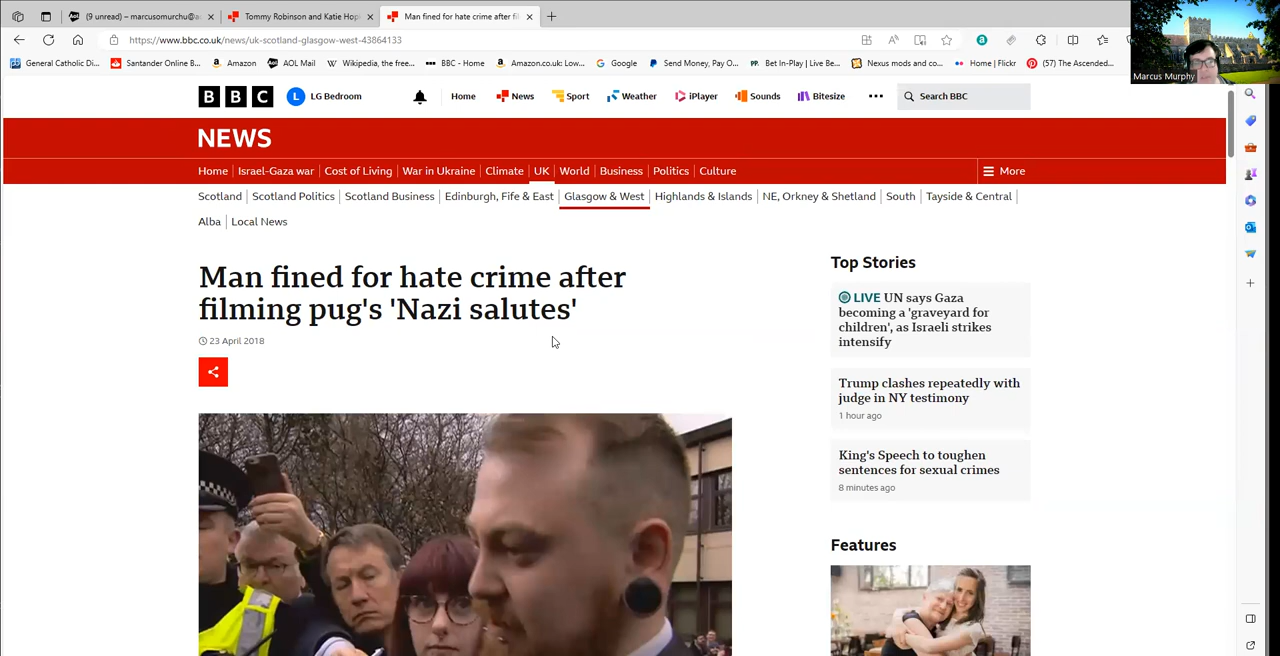 (9 unread) – marcusomurchu@a
Tommy Robinson and Katie Hop
Man fined for hate crime after fil
https://www.bbc.co.uk/news/uk-scotland-glasgow-west-43864133
General Catholic Di...
Santander Online B...
Amazon
AOL Mail
Wikipedia, the free...
BBC - Home
Amazon.co.uk: Low...
Google
Send Money, Pay O...
Bet In-Play | Live Be...
Nexus mods and co...
Home | Flickr
(57) The Ascended...
Marcus Murphy
BBC
L LG Bedroom
Home
News
Sport
Weather
iPlayer
Sounds
Bitesize
Search BBC
NEWS
Home
Israel-Gaza war
Cost of Living
War in Ukraine
Climate
UK
World
Business
Politics
Culture
More
Scotland
Scotland Politics
Scotland Business
Edinburgh, Fife & East
Glasgow & West
Highlands & Islands
NE, Orkney & Shetland
South
Tayside & Central
Alba
Local News
Man fined for hate crime after
filming pug's 'Nazi salutes'
23 April 2018
Top Stories
LIVE UN says Gaza
becoming a 'graveyard for
children', as Israeli strikes
intensify
Trump clashes repeatedly with
judge in NY testimony
1 hour ago
King's Speech to toughen
sentences for sexual crimes
8 minutes ago
Features